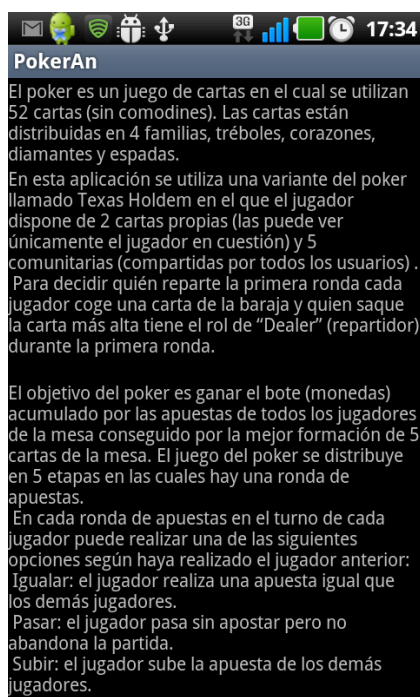 3G
17:34
PokerAn
El poker es un juego de cartas en el cual se utilizan
52 cartas (sin comodines). Las cartas están
distribuidas en 4 familias, tréboles, corazones,
diamantes y espadas.
En esta aplicación se utiliza una variante del poker
llamado Texas Holdem en el que el jugador
dispone de 2 cartas propias (las puede ver
únicamente el jugador en cuestión) y 5
comunitarias (compartidas por todos los usuarios) .
Para decidir quién reparte la primera ronda cada
jugador coge una carta de la baraja y quien saque
la carta más alta tiene el rol de “Dealer” (repartidor)
durante la primera ronda.
El objetivo del poker es ganar el bote (monedas)
acumulado por las apuestas de todos los jugadores
de la mesa conseguido por la mejor formación de 5
cartas de la mesa. El juego del poker se distribuye
en 5 etapas en las cuales hay una ronda de
apuestas.
En cada ronda de apuestas en el turno de cada
jugador puede realizar una de las siguientes
opciones según haya realizado el jugador anterior:
Igualar: el jugador realiza una apuesta igual que
los demás jugadores.
Pasar: el jugador pasa sin apostar pero no
abandona la partida.
Subir: el jugador sube la apuesta de los demás
jugadores.